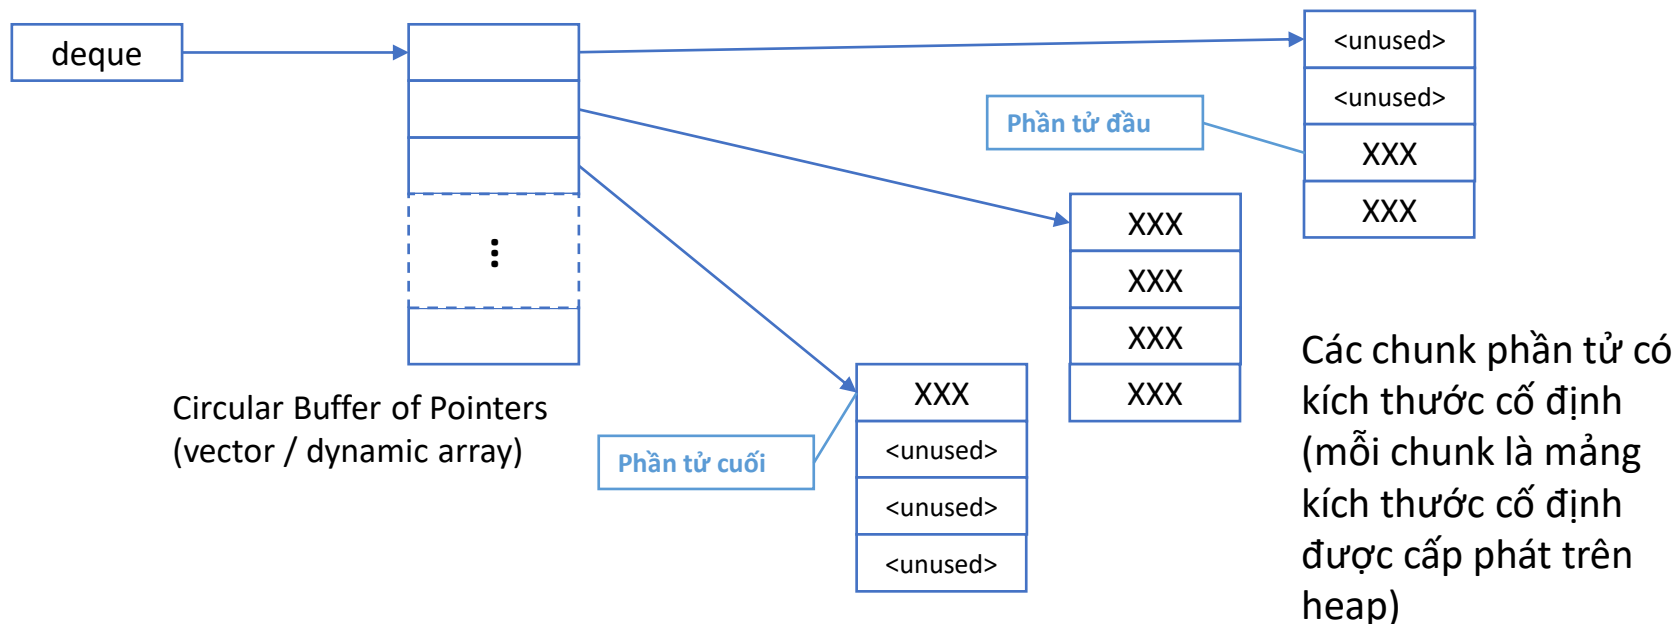 deque
<unused>
<unused>
Phần tử đầu
XXX
XXX
XXX
XXX
XXX
XXX
⋮
Circular Buffer of Pointers
(vector / dynamic array)
XXX
Phần tử cuối
<unused>
<unused>
<unused>
Các chunk phần tử có
kích thước cố định
(mỗi chunk là mảng
kích thước cố định
được cấp phát trên
heap)